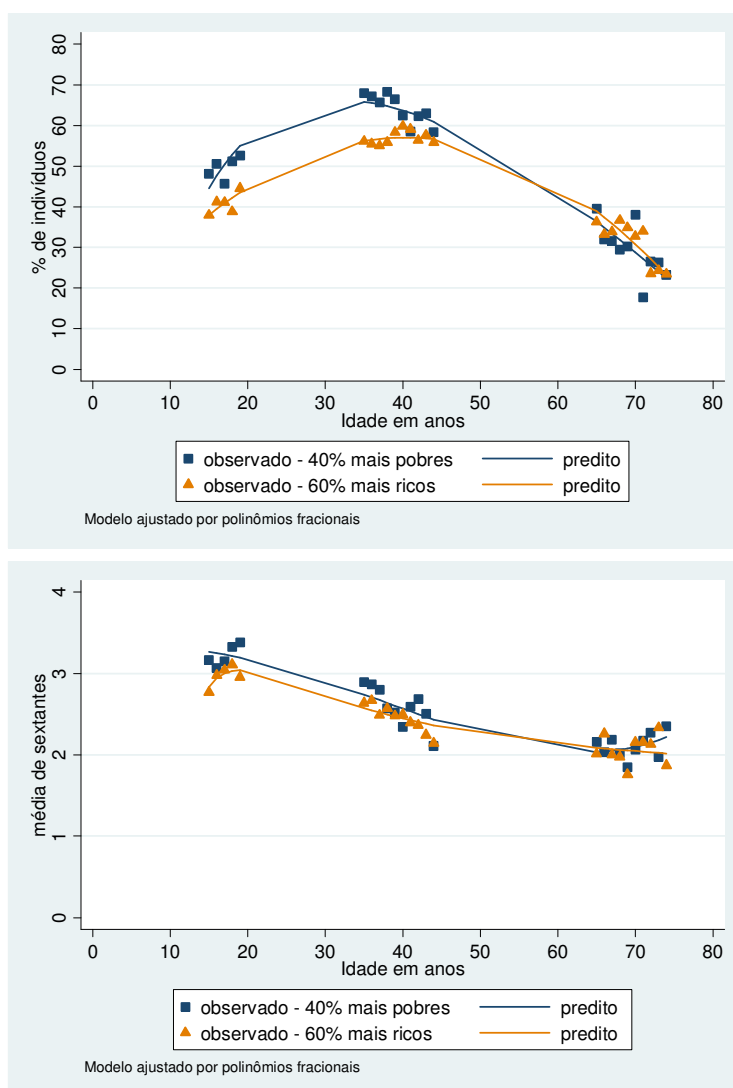 80
70
60
50
40
30
20
10
0
% de indivíduos
0 10 20 30 40 50 60 70 80
Idade em anos
observado - 40% mais pobres predito
observado - 60% mais ricos predito
Modelo ajustado por polinômios fracionais
4
3
2
1
0
média de sextantes
0 10 20 30 40 50 60 70 80
Idade em anos
observado - 40% mais pobres predito
observado - 60% mais ricos predito
Modelo ajustado por polinômios fracionais